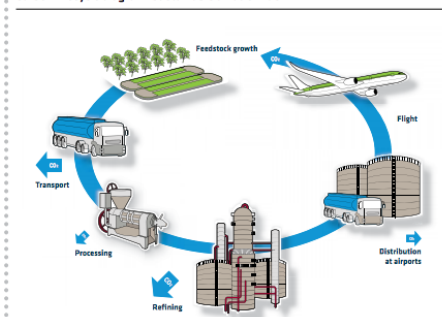 Feedstock growth
CO₂
Flight
CO₂
Transport
Processing
Distribution
at airports
Refining